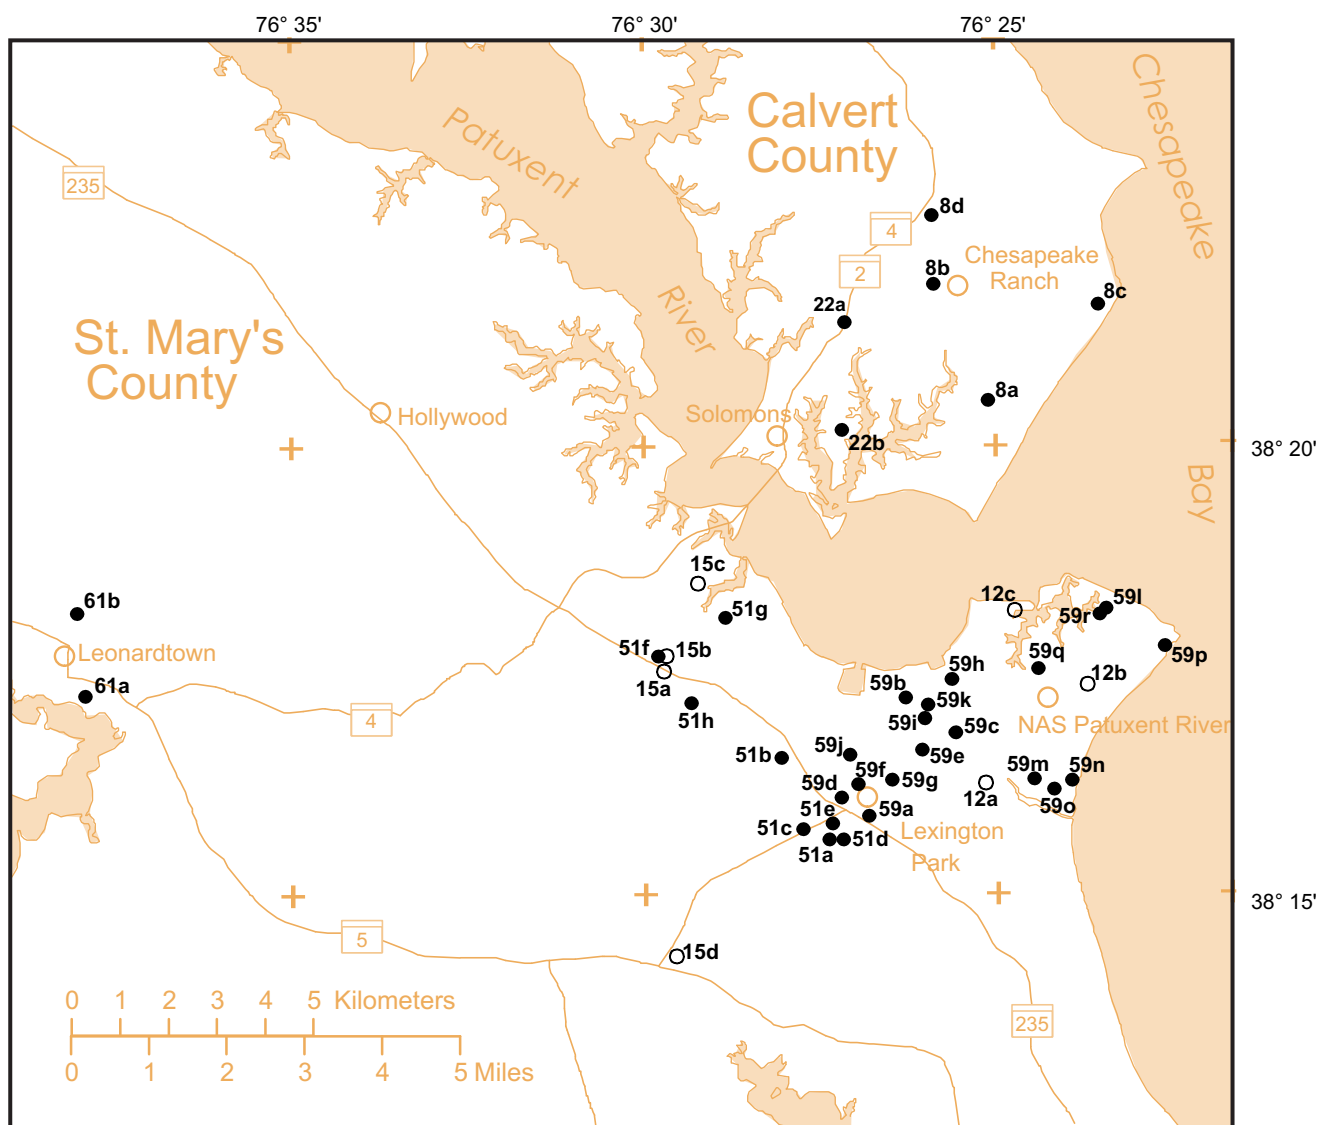 76° 35'
76° 30'
76° 25'
Chesapeake
Calvert
County
Patuxent
235
8d
4
Chesapeake
Ranch
8b
2
8c
22a
River
St. Mary's
County
8a
Hollywood
Solomons
22b
38° 20'
Bay
15c
12c
59l
61b
51g
59r
51f
15b
59q
59p
Leonardtown
59h
12b
61a
15a
59b
59k
51h
59i
59c
NAS Patuxent River
4
59j
59e
51b
59f
59m
59n
59d
59g
12a
59o
51e
59a
51c
Lexington
Park
51a
51d
38° 15'
5
15d
0 1 2 3 4 5 Kilometers
235
0 1 2 3 4 5 Miles